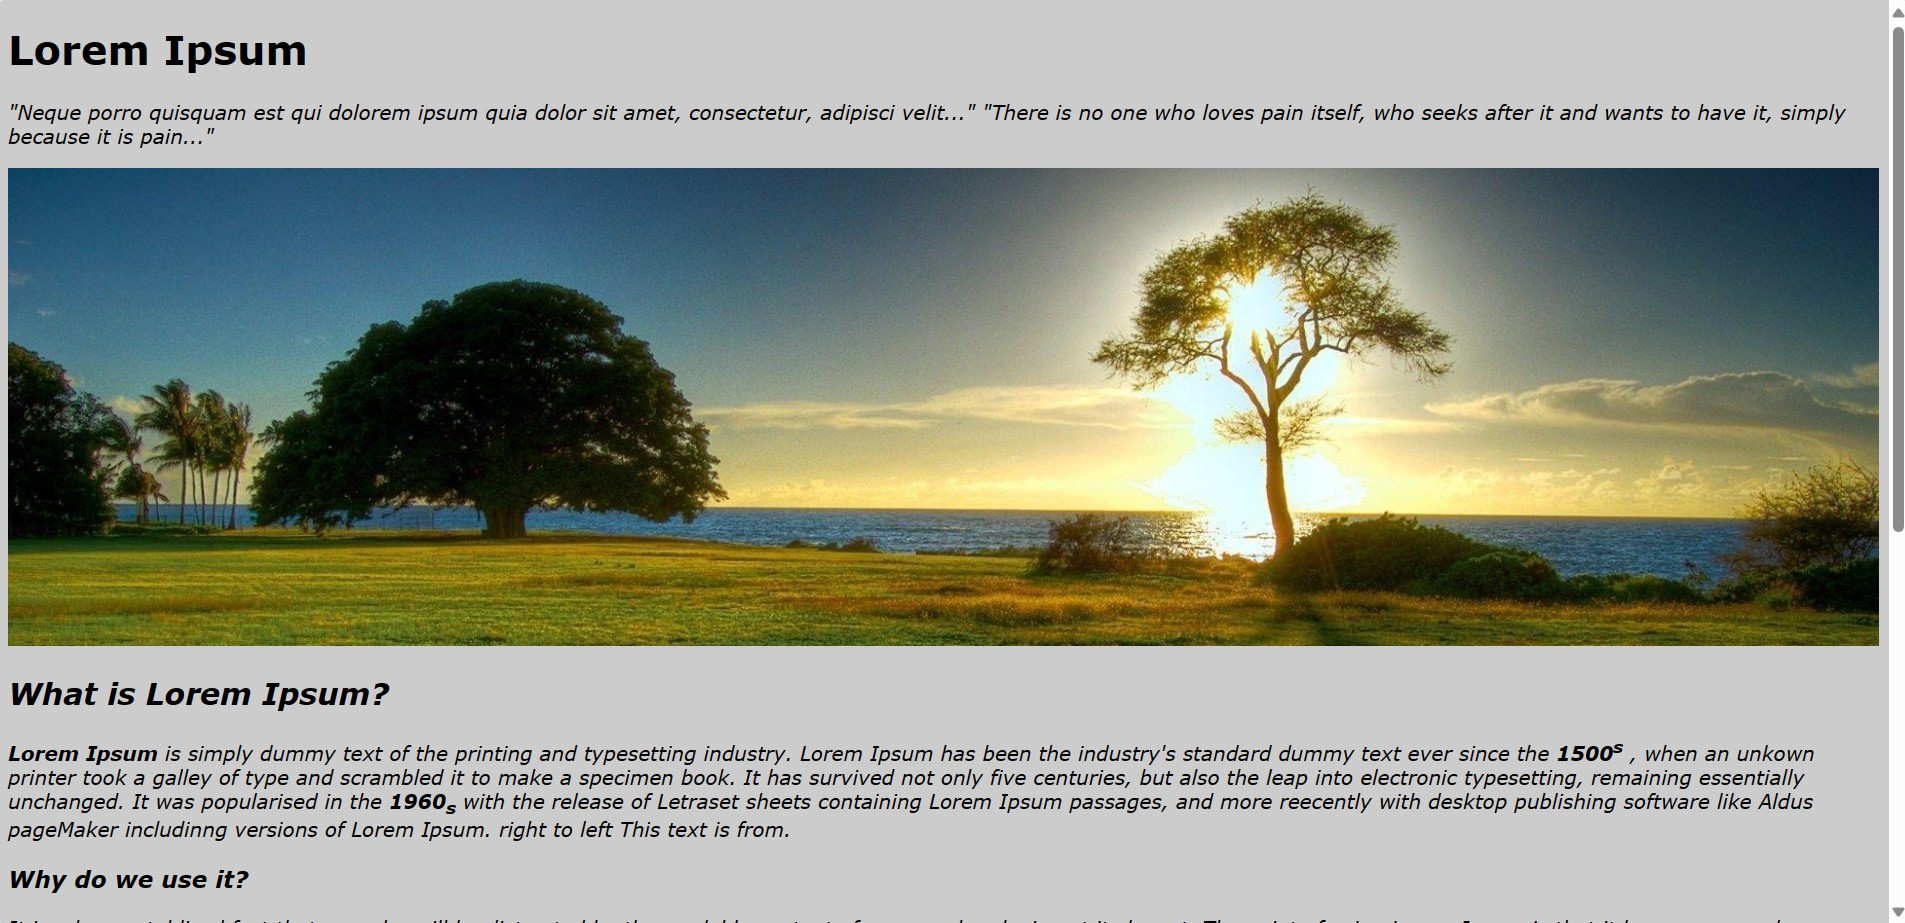 Lorem Ipsum
"Neque porro quisquam est qui dolorem ipsum quia dolor sit amet, consectetur, adipisci velit..." "There is no one who loves pain itself, who seeks after it and wants to have it, simply
because it is pain..."
What is Lorem Ipsum?
Lorem Ipsum is simply dummy text of the printing and typesetting industry. Lorem Ipsum has been the industry's standard dummy text ever since the 1500s , when an unkown
printer took a galley of type and scrambled it to make a specimen book. It has survived not only five centuries, but also the leap into electronic typesetting, remaining essentially
unchanged. It was popularised in the 1960s with the release of Letraset sheets containing Lorem Ipsum passages, and more reecently with desktop publishing software like Aldus
pageMaker includinng versions of Lorem Ipsum. right to left This text is from.
Why do we use it?